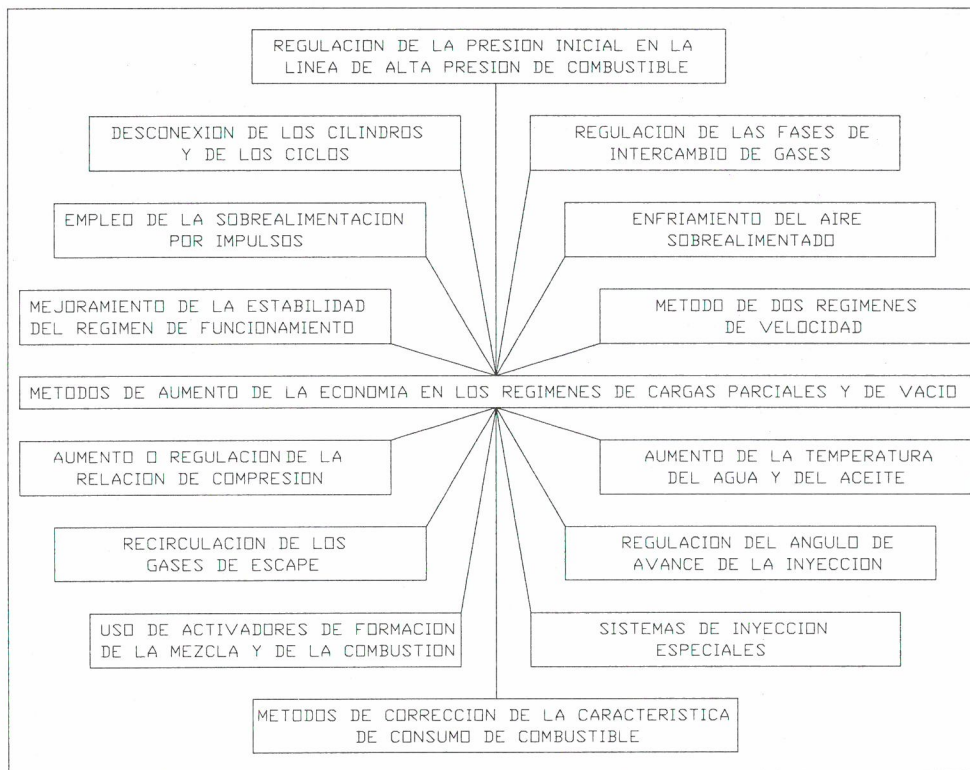 REGULACION DE LA PRESION INICIAL EN LA
LINEA DE ALTA PRESION DE COMBUSTIBLE
DESCONEXION DE LOS CILINDROS
Y DE LOS CICLOS
REGULACION DE LAS FASES DE
INTERCAMBIO DE GASES
EMPLEO DE LA SOBREALIMENTACION
POR IMPULSOS
ENFRIAMIENTO DEL AIRE
SOBREALIMENTADO
MEJORAMIENTO DE LA ESTABILIDAD
DEL REGIMEN DE FUNCIONAMIENTO
METODO DE DOS REGIMENES
DE VELOCIDAD
METODOS DE AUMENTO DE LA ECONOMIA EN LOS REGIMENES DE CARGAS PARCIALES Y DE VACIO
AUMENTO O REGULACION DE LA
RELACION DE COMPRESION
AUMENTO DE LA TEMPERATURA
DEL AGUA Y DEL ACEITE
RECIRCULACION DE LOS
GASES DE ESCAPE
REGULACION DEL ANGULO DE
AVANCE DE LA INYECCION
USO DE ACTIVADORES DE FORMACION
DE LA MEZCLA Y DE LA COMBUSTION
SISTEMAS DE INYECCION
ESPECIALES
METODOS DE CORRECCION DE LA CARACTERISTICA
DE CONSUMO DE COMBUSTIBLE